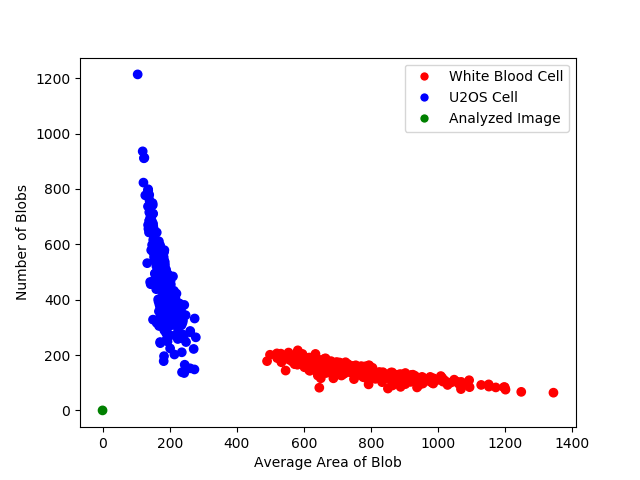 White Blood Cell
U2OS Cell
Analyzed Image
1200
1000
800
600
400
200
0
Number of Blobs
0 200 400 600 800 1000 1200 1400
Average Area of Blob